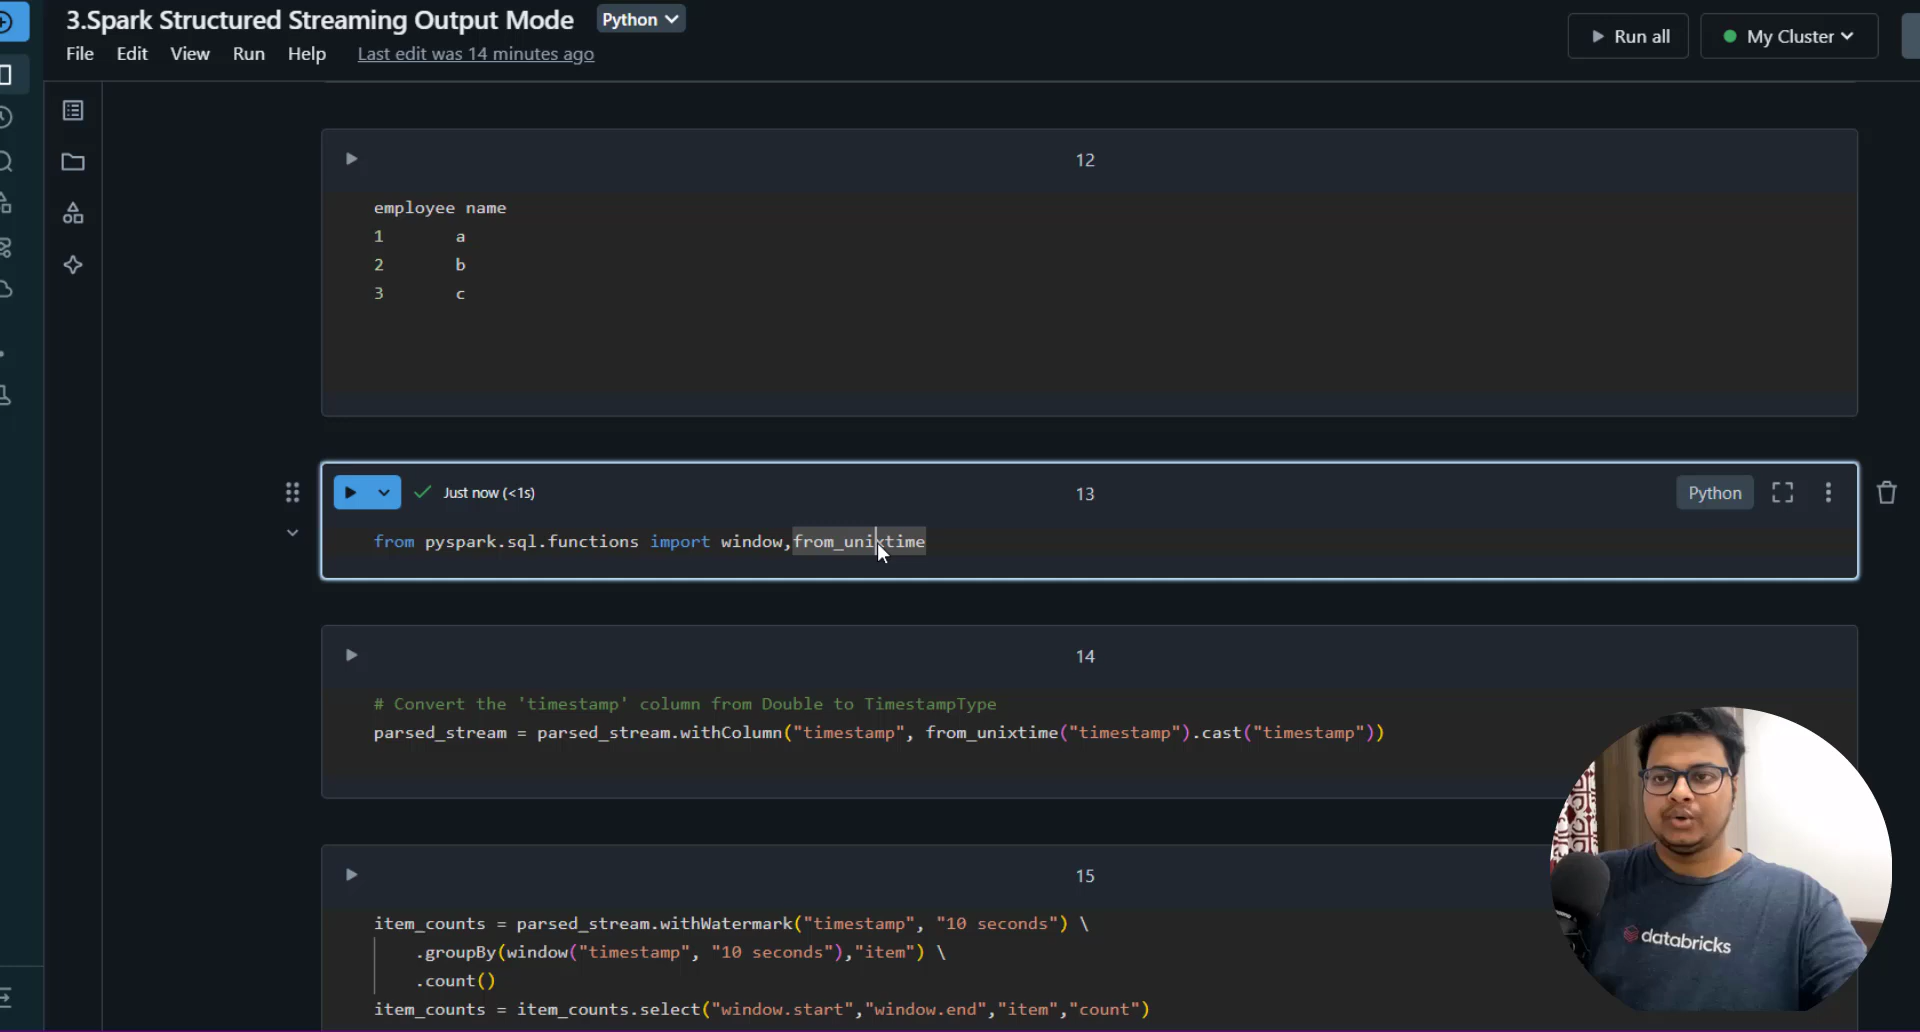 3.Spark Structured Streaming Output Mode Python
File Edit View Run Help Last edit was 14 minutes ago
Run all My Cluster
12
employee name
1 a
2 b
3 c
Just now (<1s) 13 Python
from pyspark.sql.functions import window,from_unixtime
14
# Convert the 'timestamp' column from Double to TimestampType
parsed_stream = parsed_stream.withColumn("timestamp", from_unixtime("timestamp").cast("timestamp"))
15
item_counts = parsed_stream.withWatermark("timestamp", "10 seconds") \
.groupBy(window("timestamp", "10 seconds"),"item") \
.count()
item_counts = item_counts.select("window.start","window.end","item","count")
databricks